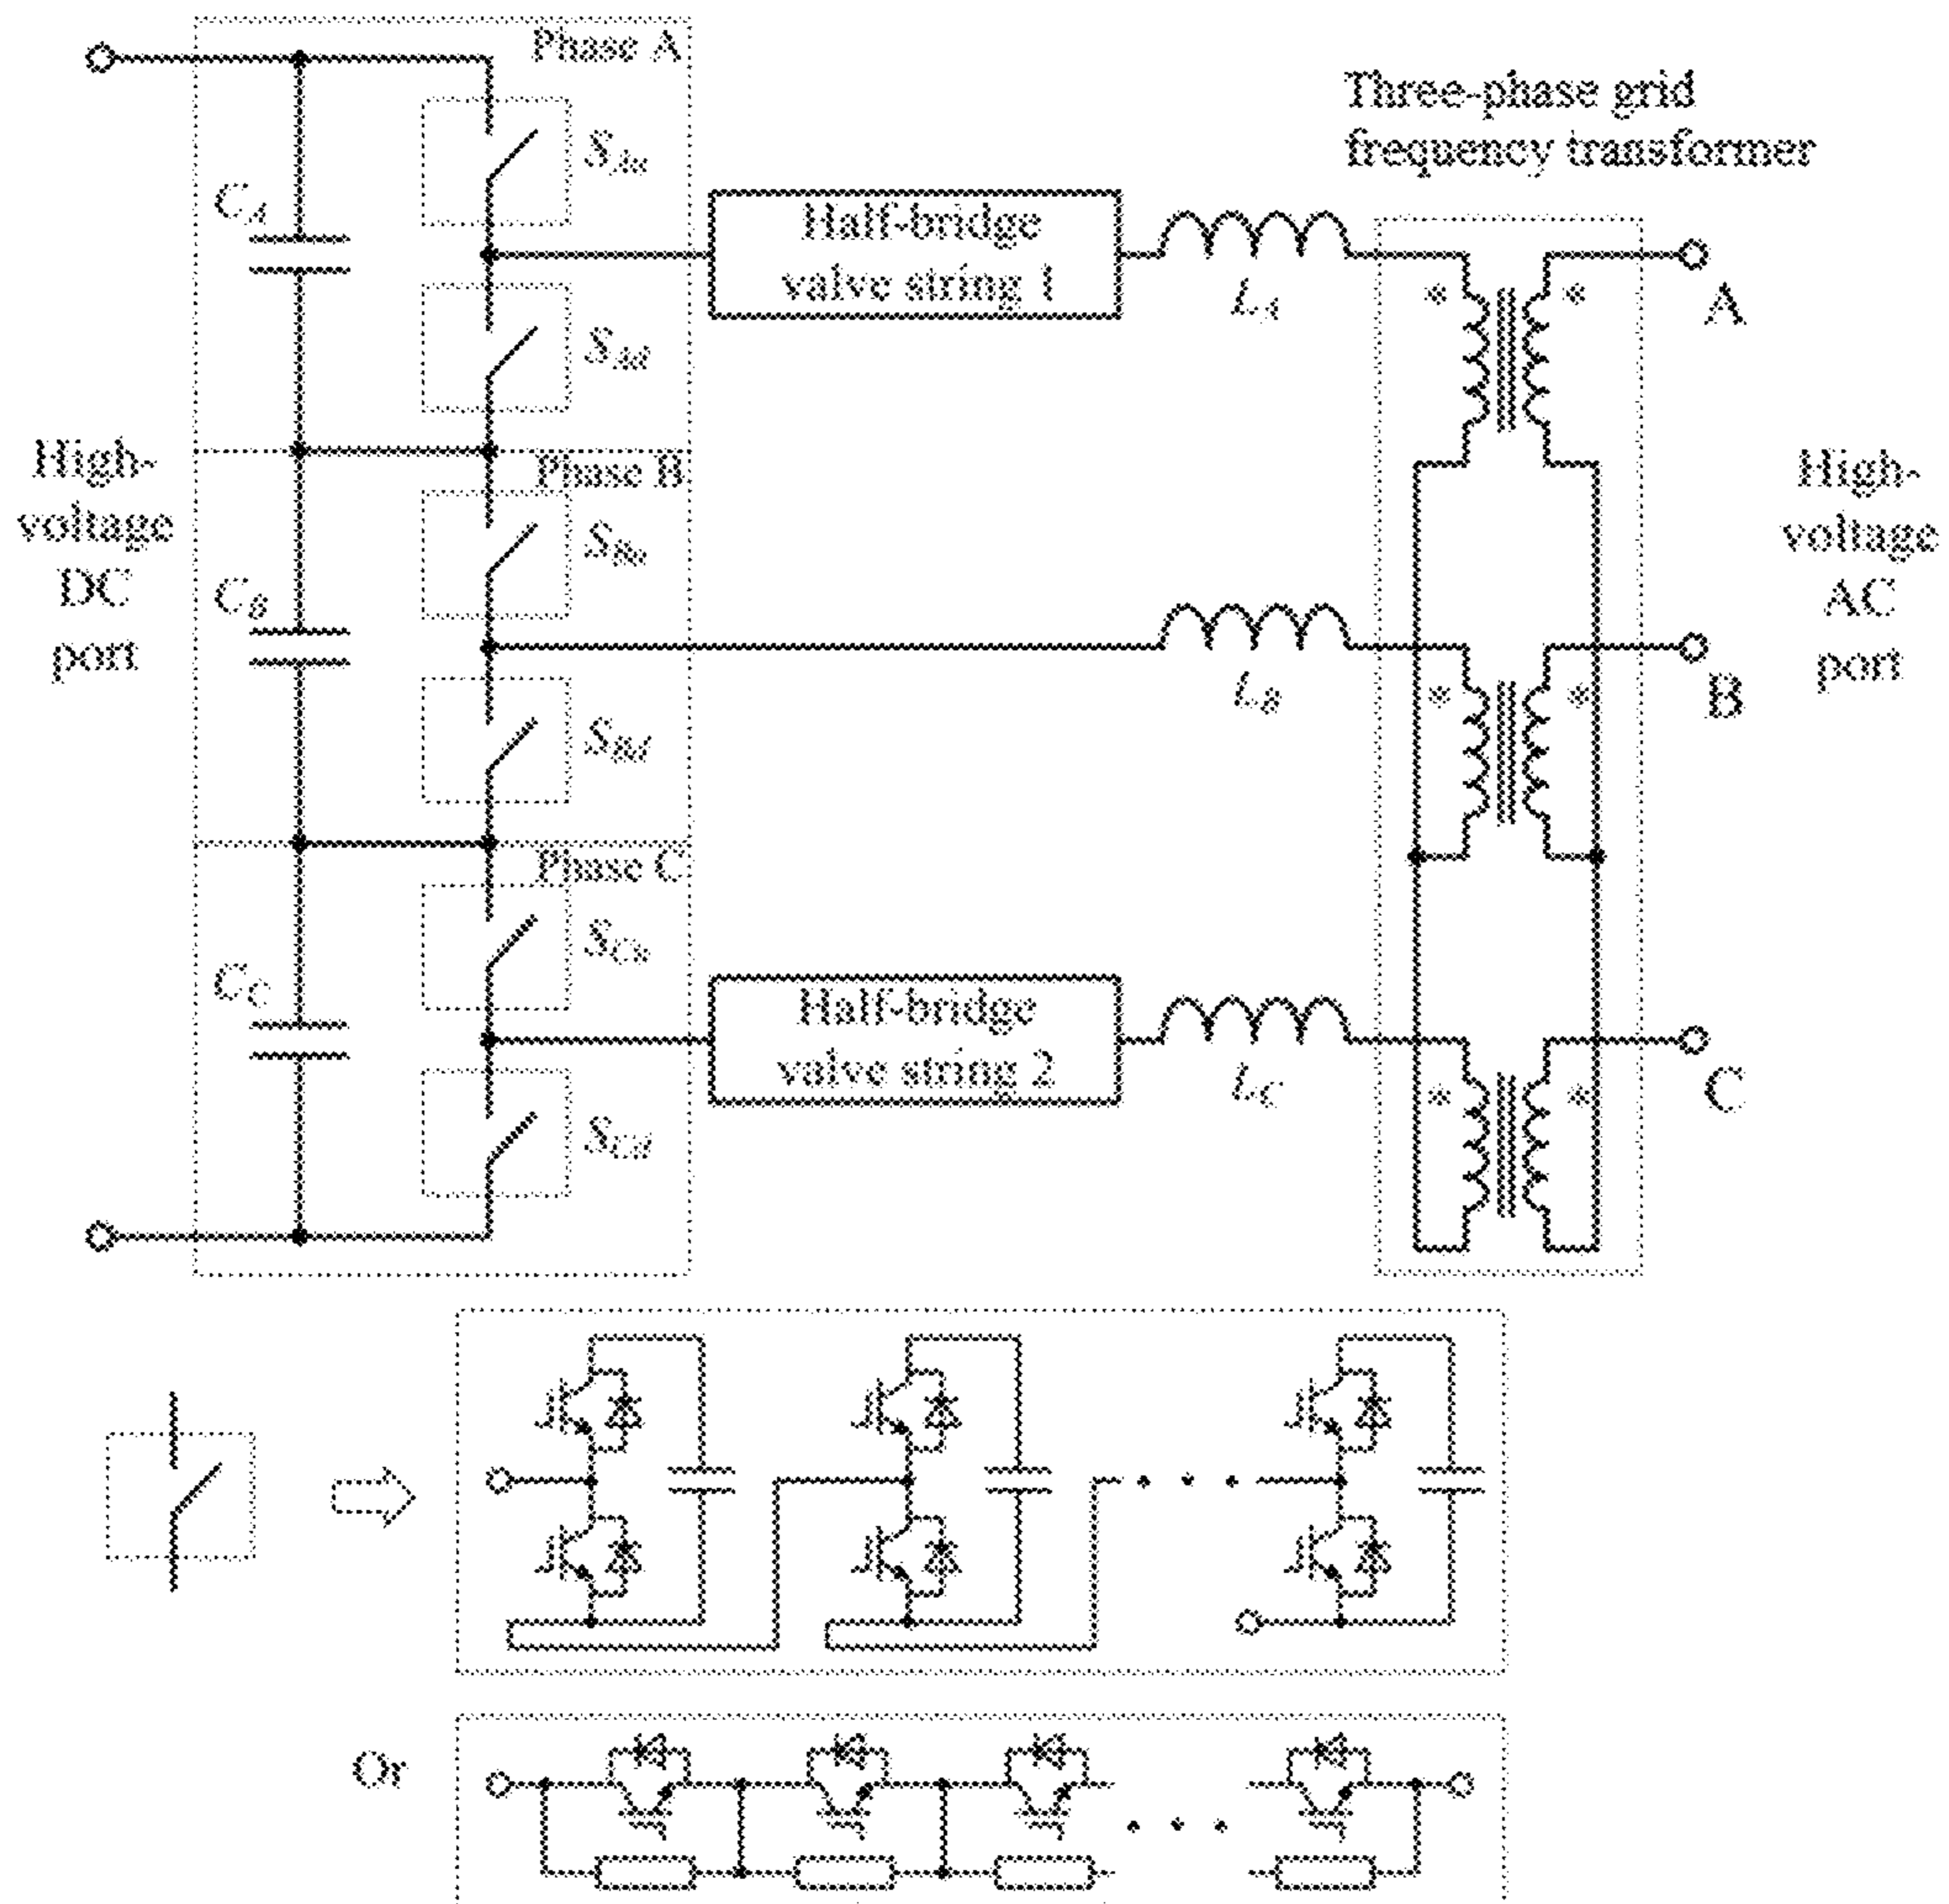 Phase A
Three-phase grid
frequency transformer
S_Au
C_A
Half-bridge
valve string 1
L_A
* *
A
S_Ad
High-
voltage
DC
port
Phase B
High-
voltage
AC
port
S_Bu
C_B
L_B
* *
B
S_Bd
Phase C
S_Cu
C_C
Half-bridge
valve string 2
L_C
* *
C
S_Cd
Or